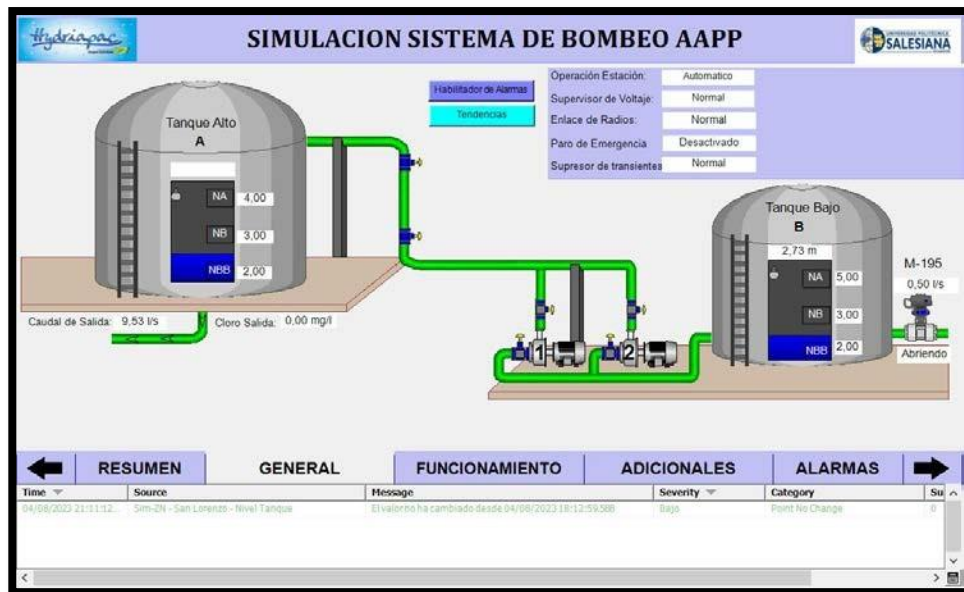 Hydriapac
SIMULACION SISTEMA DE BOMBEO AAPP
UNIVERSIDAD POLITÉCNICA
SALESIANA
Habilitador de Alarmas
Tendencias
Operación Estación: Automatico
Supervisor de Voltaje: Normal
Enlace de Radios: Normal
Paro de Emergencia Desactivado
Supresor de transientes Normal
Tanque Alto
A
NA 4,00
NB 3,00
NBB 2,00
Caudal de Salida: 9,53 l/s
Cloro Salida: 0,00 mg/l
1
2
Tanque Bajo
B
2,73 m
NA 5,00
NB 3,00
NBB 2,00
M-195
0,50 l/s
Abriendo
RESUMEN GENERAL FUNCIONAMIENTO ADICIONALES ALARMAS
Time Source Message Severity Category Su
04/08/2023 21:11:12... Sim-ZN - San Lorenzo - Nivel Tanque El valor no ha cambiado desde 04/08/2023 18:12:59.588 Bajo Point No Change 0